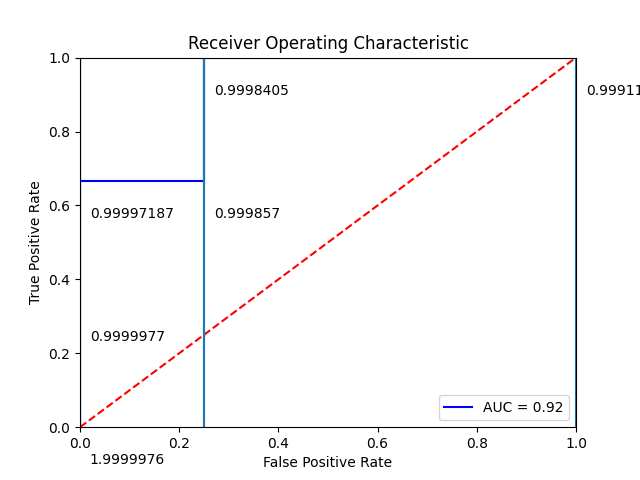 Receiver Operating Characteristic
1.0
0.9998405
0.99911
0.8
0.6
0.99997187
0.999857
True Positive Rate
0.4
0.9999977
0.2
AUC = 0.92
0.0
0.0 0.2 0.4 0.6 0.8 1.0
1.9999976
False Positive Rate